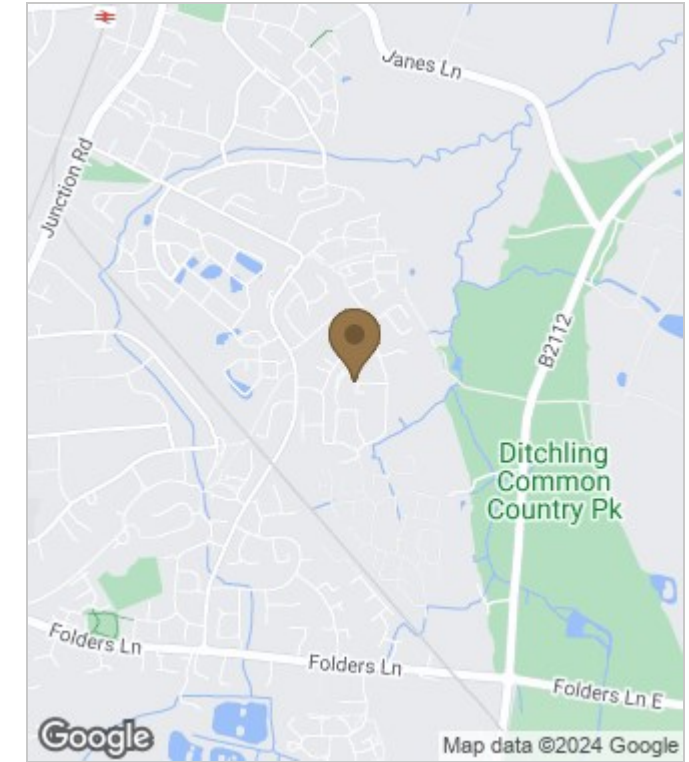 Janes Ln
Junction Rd
B2112
Ditchling
Common
Country Pk
Folders Ln
Folders Ln
Folders Ln E
Google
Map data ©2024 Google